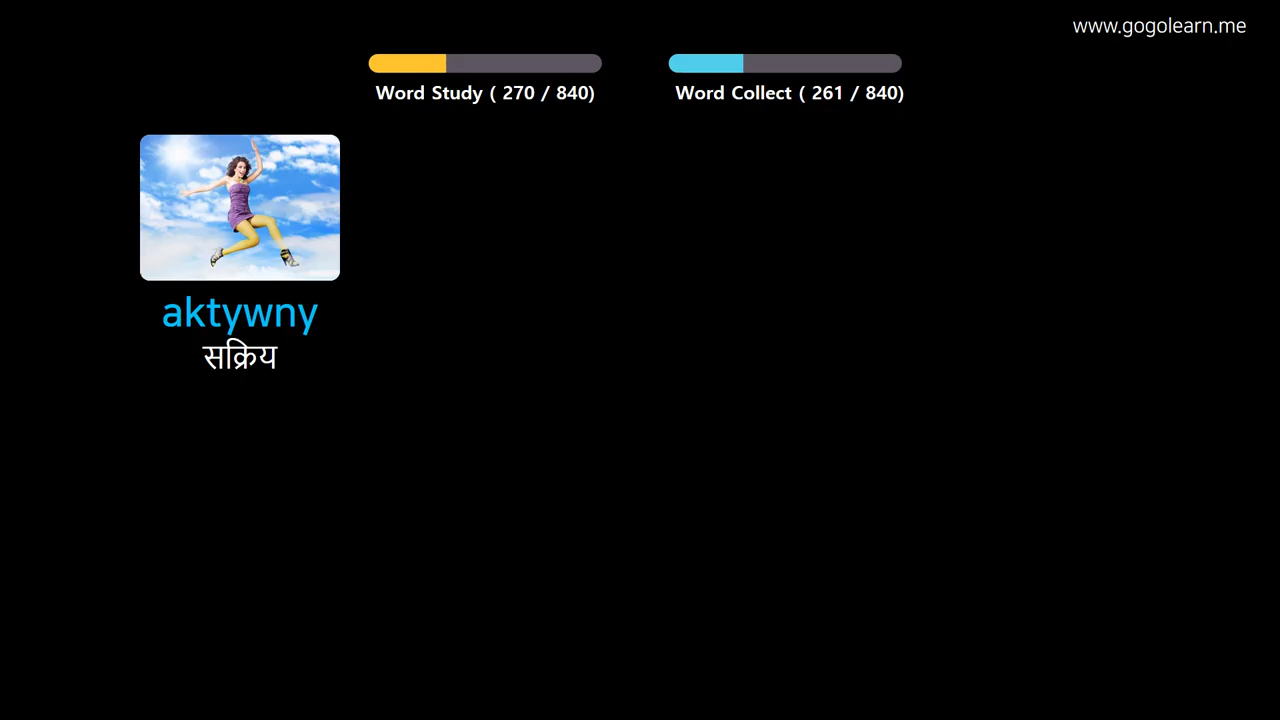 www.gogolearn.me
Word Study ( 270 / 840)
Word Collect ( 261 / 840)
aktywny
सक्रिय